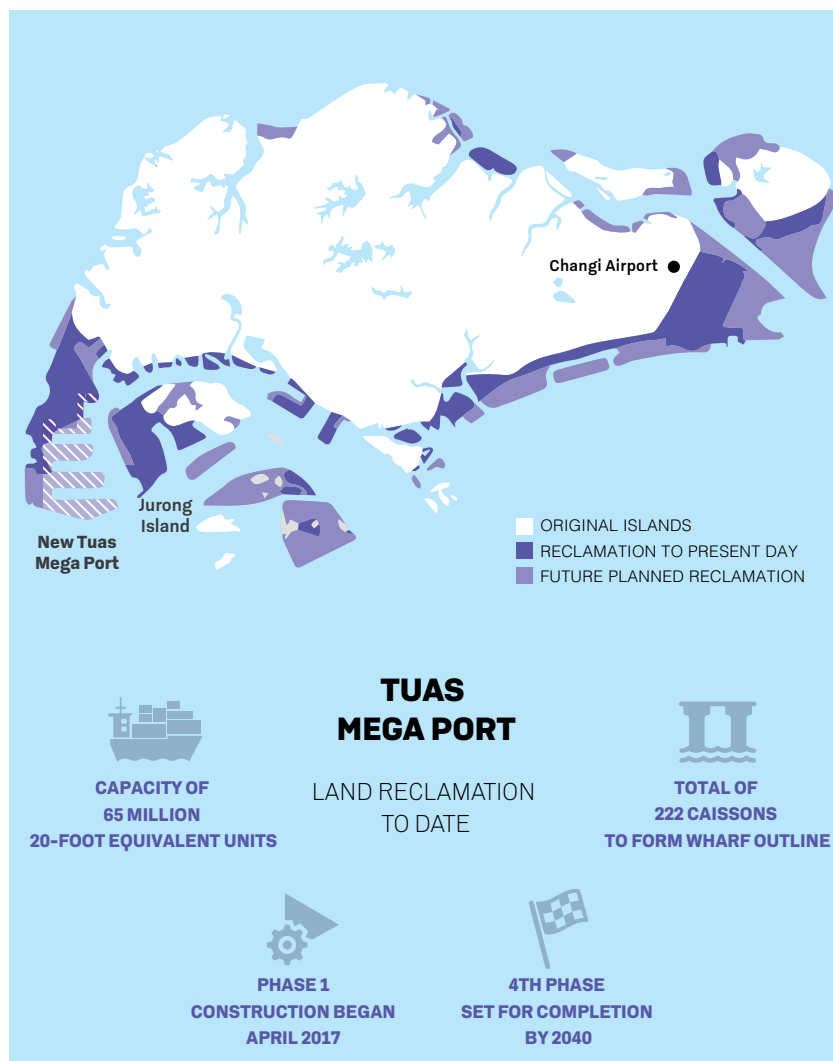 Changi Airport
Jurong
Island
New Tuas
Mega Port
ORIGINAL ISLANDS
RECLAMATION TO PRESENT DAY
FUTURE PLANNED RECLAMATION
TUAS
MEGA PORT
LAND RECLAMATION
TO DATE
CAPACITY OF
65 MILLION
20-FOOT EQUIVALENT UNITS
TOTAL OF
222 CAISSONS
TO FORM WHARF OUTLINE
PHASE 1
CONSTRUCTION BEGAN
APRIL 2017
4TH PHASE
SET FOR COMPLETION
BY 2040